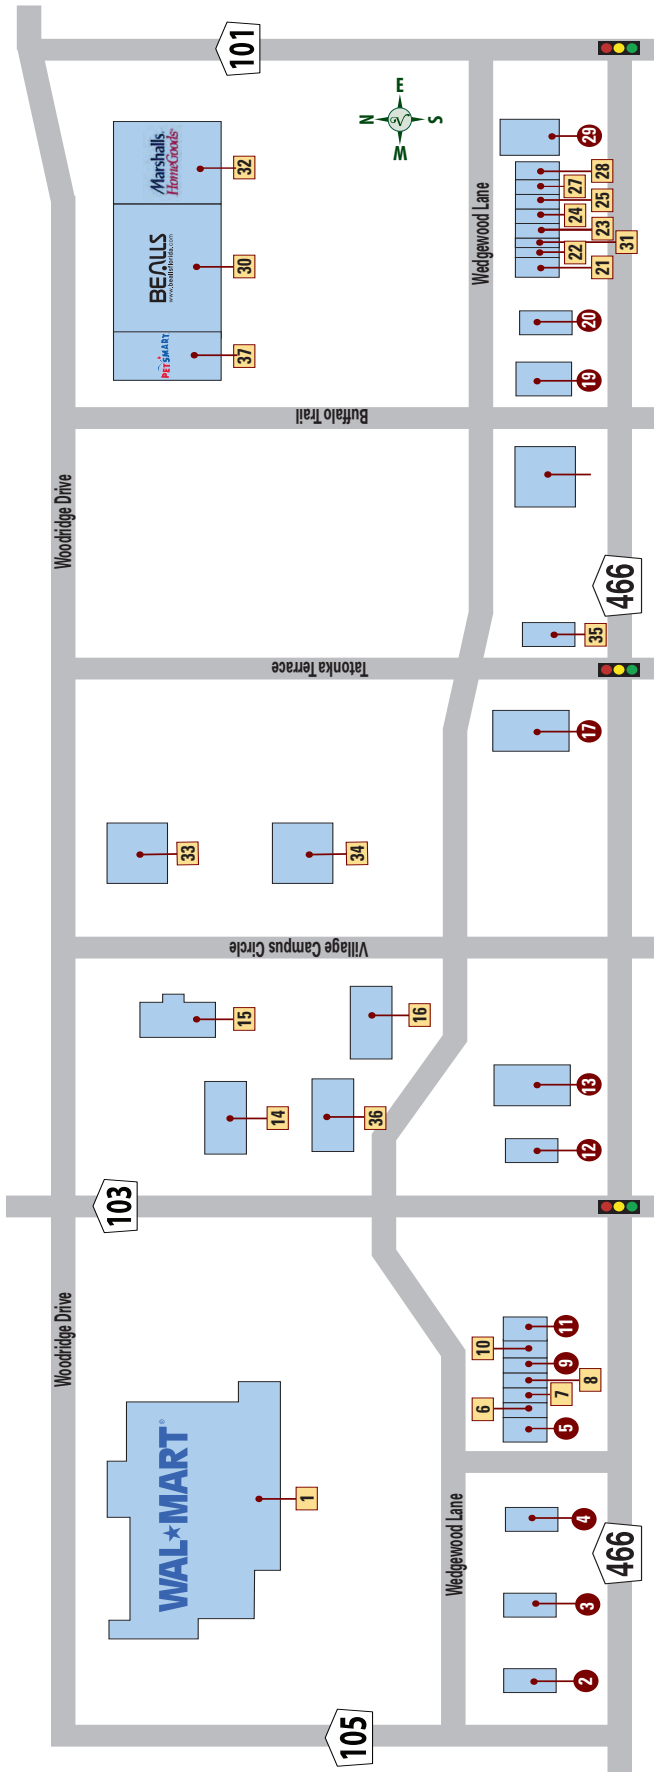 101
Marshalls
HomeGoods
32
BEALLS
www.beallsflorida.com
30
PETSMART
37
N
E
S
W
Wedgewood Lane
29
28
27
25
24
23
31
22
21
20
19
Buffalo Trail
Woodridge Drive
466
35
Tatonka Terrace
17
33
34
Village Campus Circle
15
16
14
36
13
12
103
Woodridge Drive
WAL★MART®
1
11
10
9
8
7
6
5
Wedgewood Lane
4
466
3
2
105